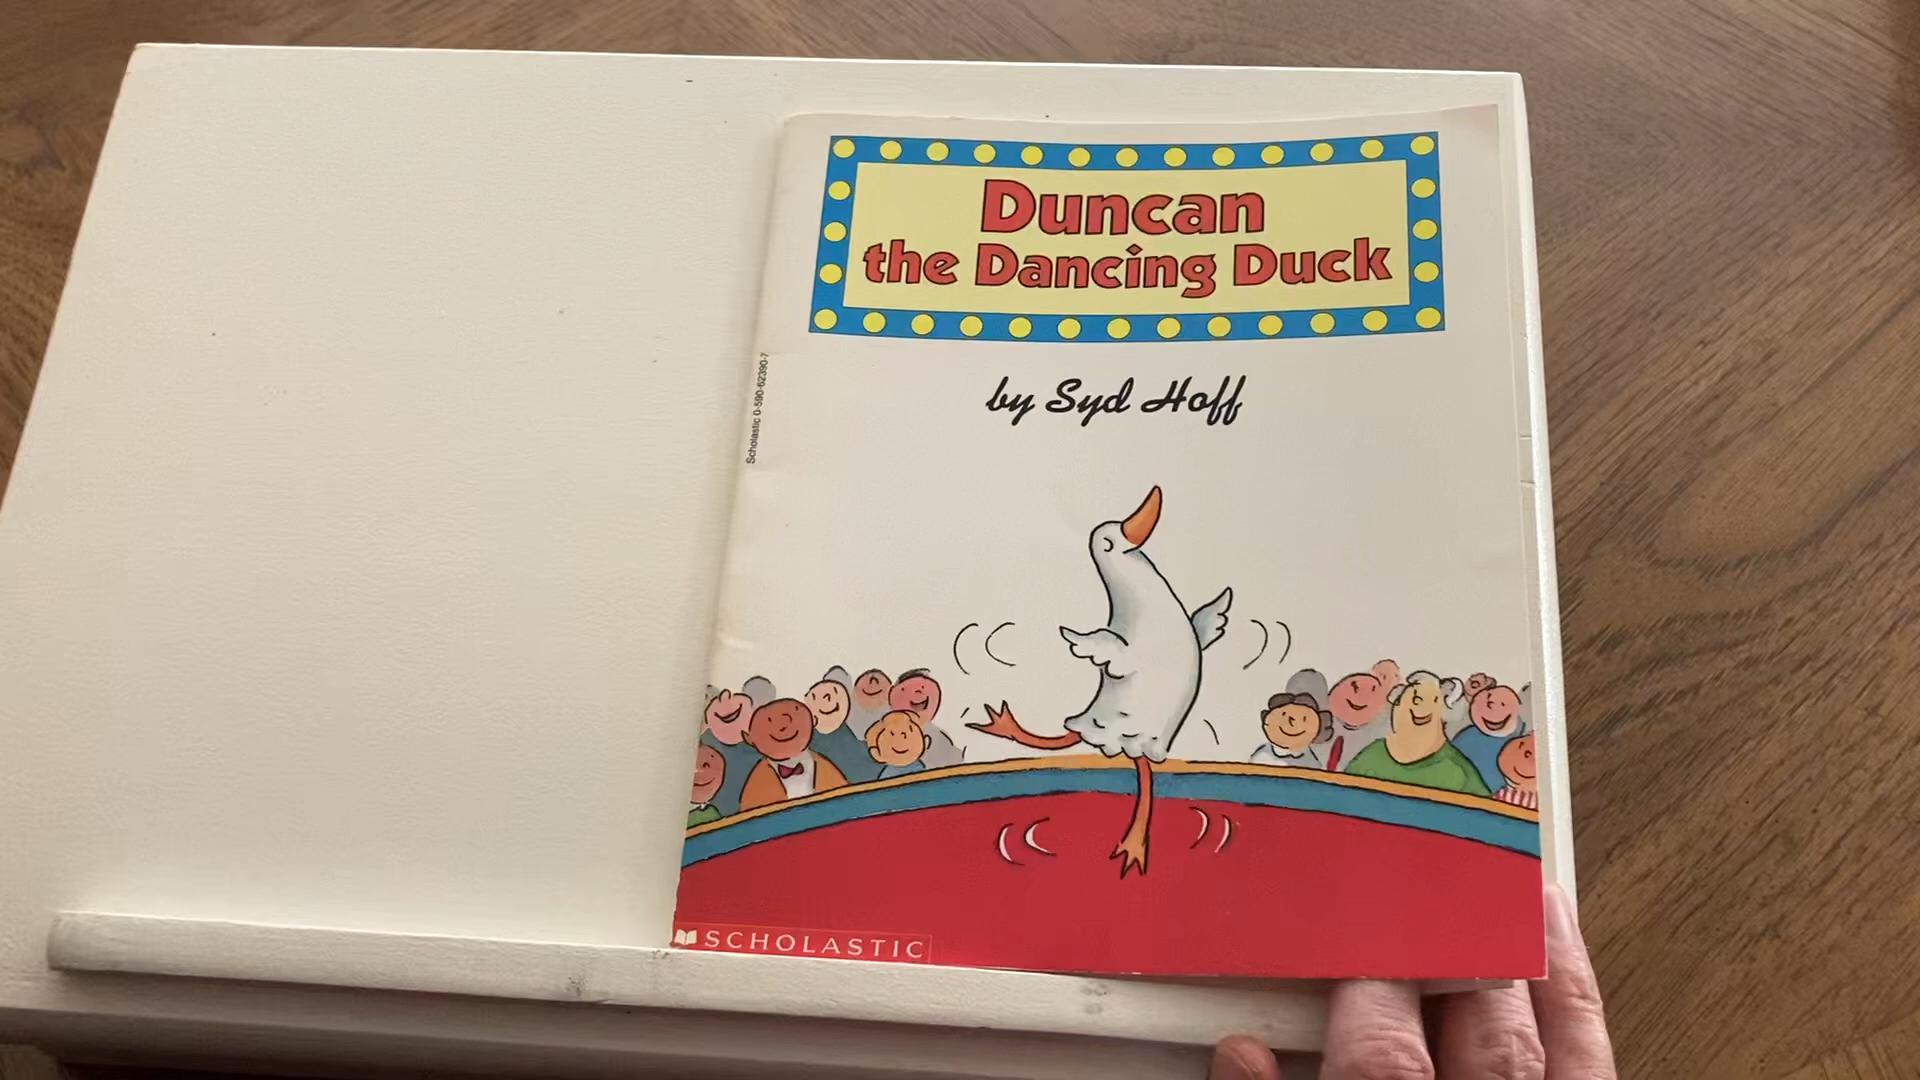 Duncan
the Dancing Duck
by Syd Hoff
Scholastic 0-590-62390-7
SCHOLASTIC